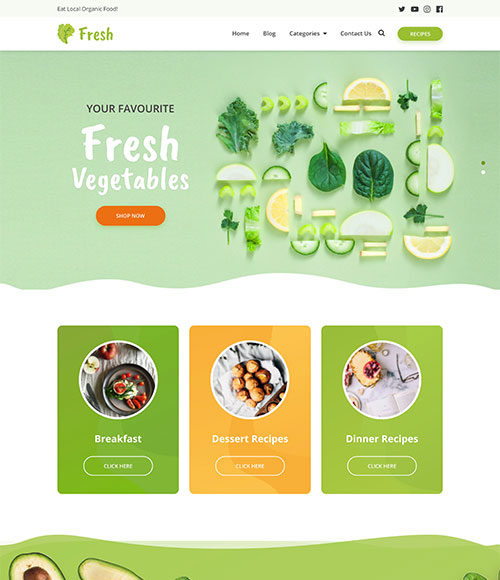 Eat Local Organic Food!
Fresh
Home Blog Categories Contact Us RECIPES
YOUR FAVOURITE
Fresh
Vegetables
SHOP NOW
Breakfast
CLICK HERE
Dessert Recipes
CLICK HERE
Dinner Recipes
CLICK HERE